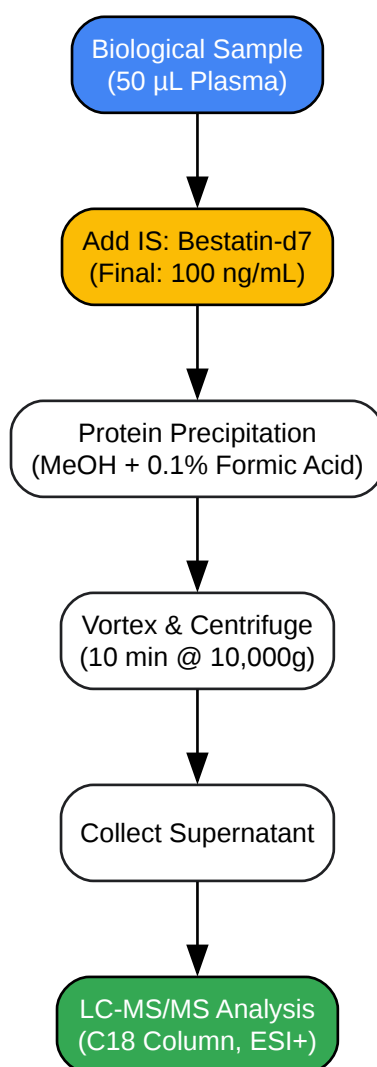 Biological Sample
(50 µL Plasma)
Add IS: Bestatin-d7
(Final: 100 ng/mL)
Protein Precipitation
(MeOH + 0.1% Formic Acid)
Vortex & Centrifuge
(10 min @ 10,000g)
Collect Supernatant
LC-MS/MS Analysis
(C18 Column, ESI+)